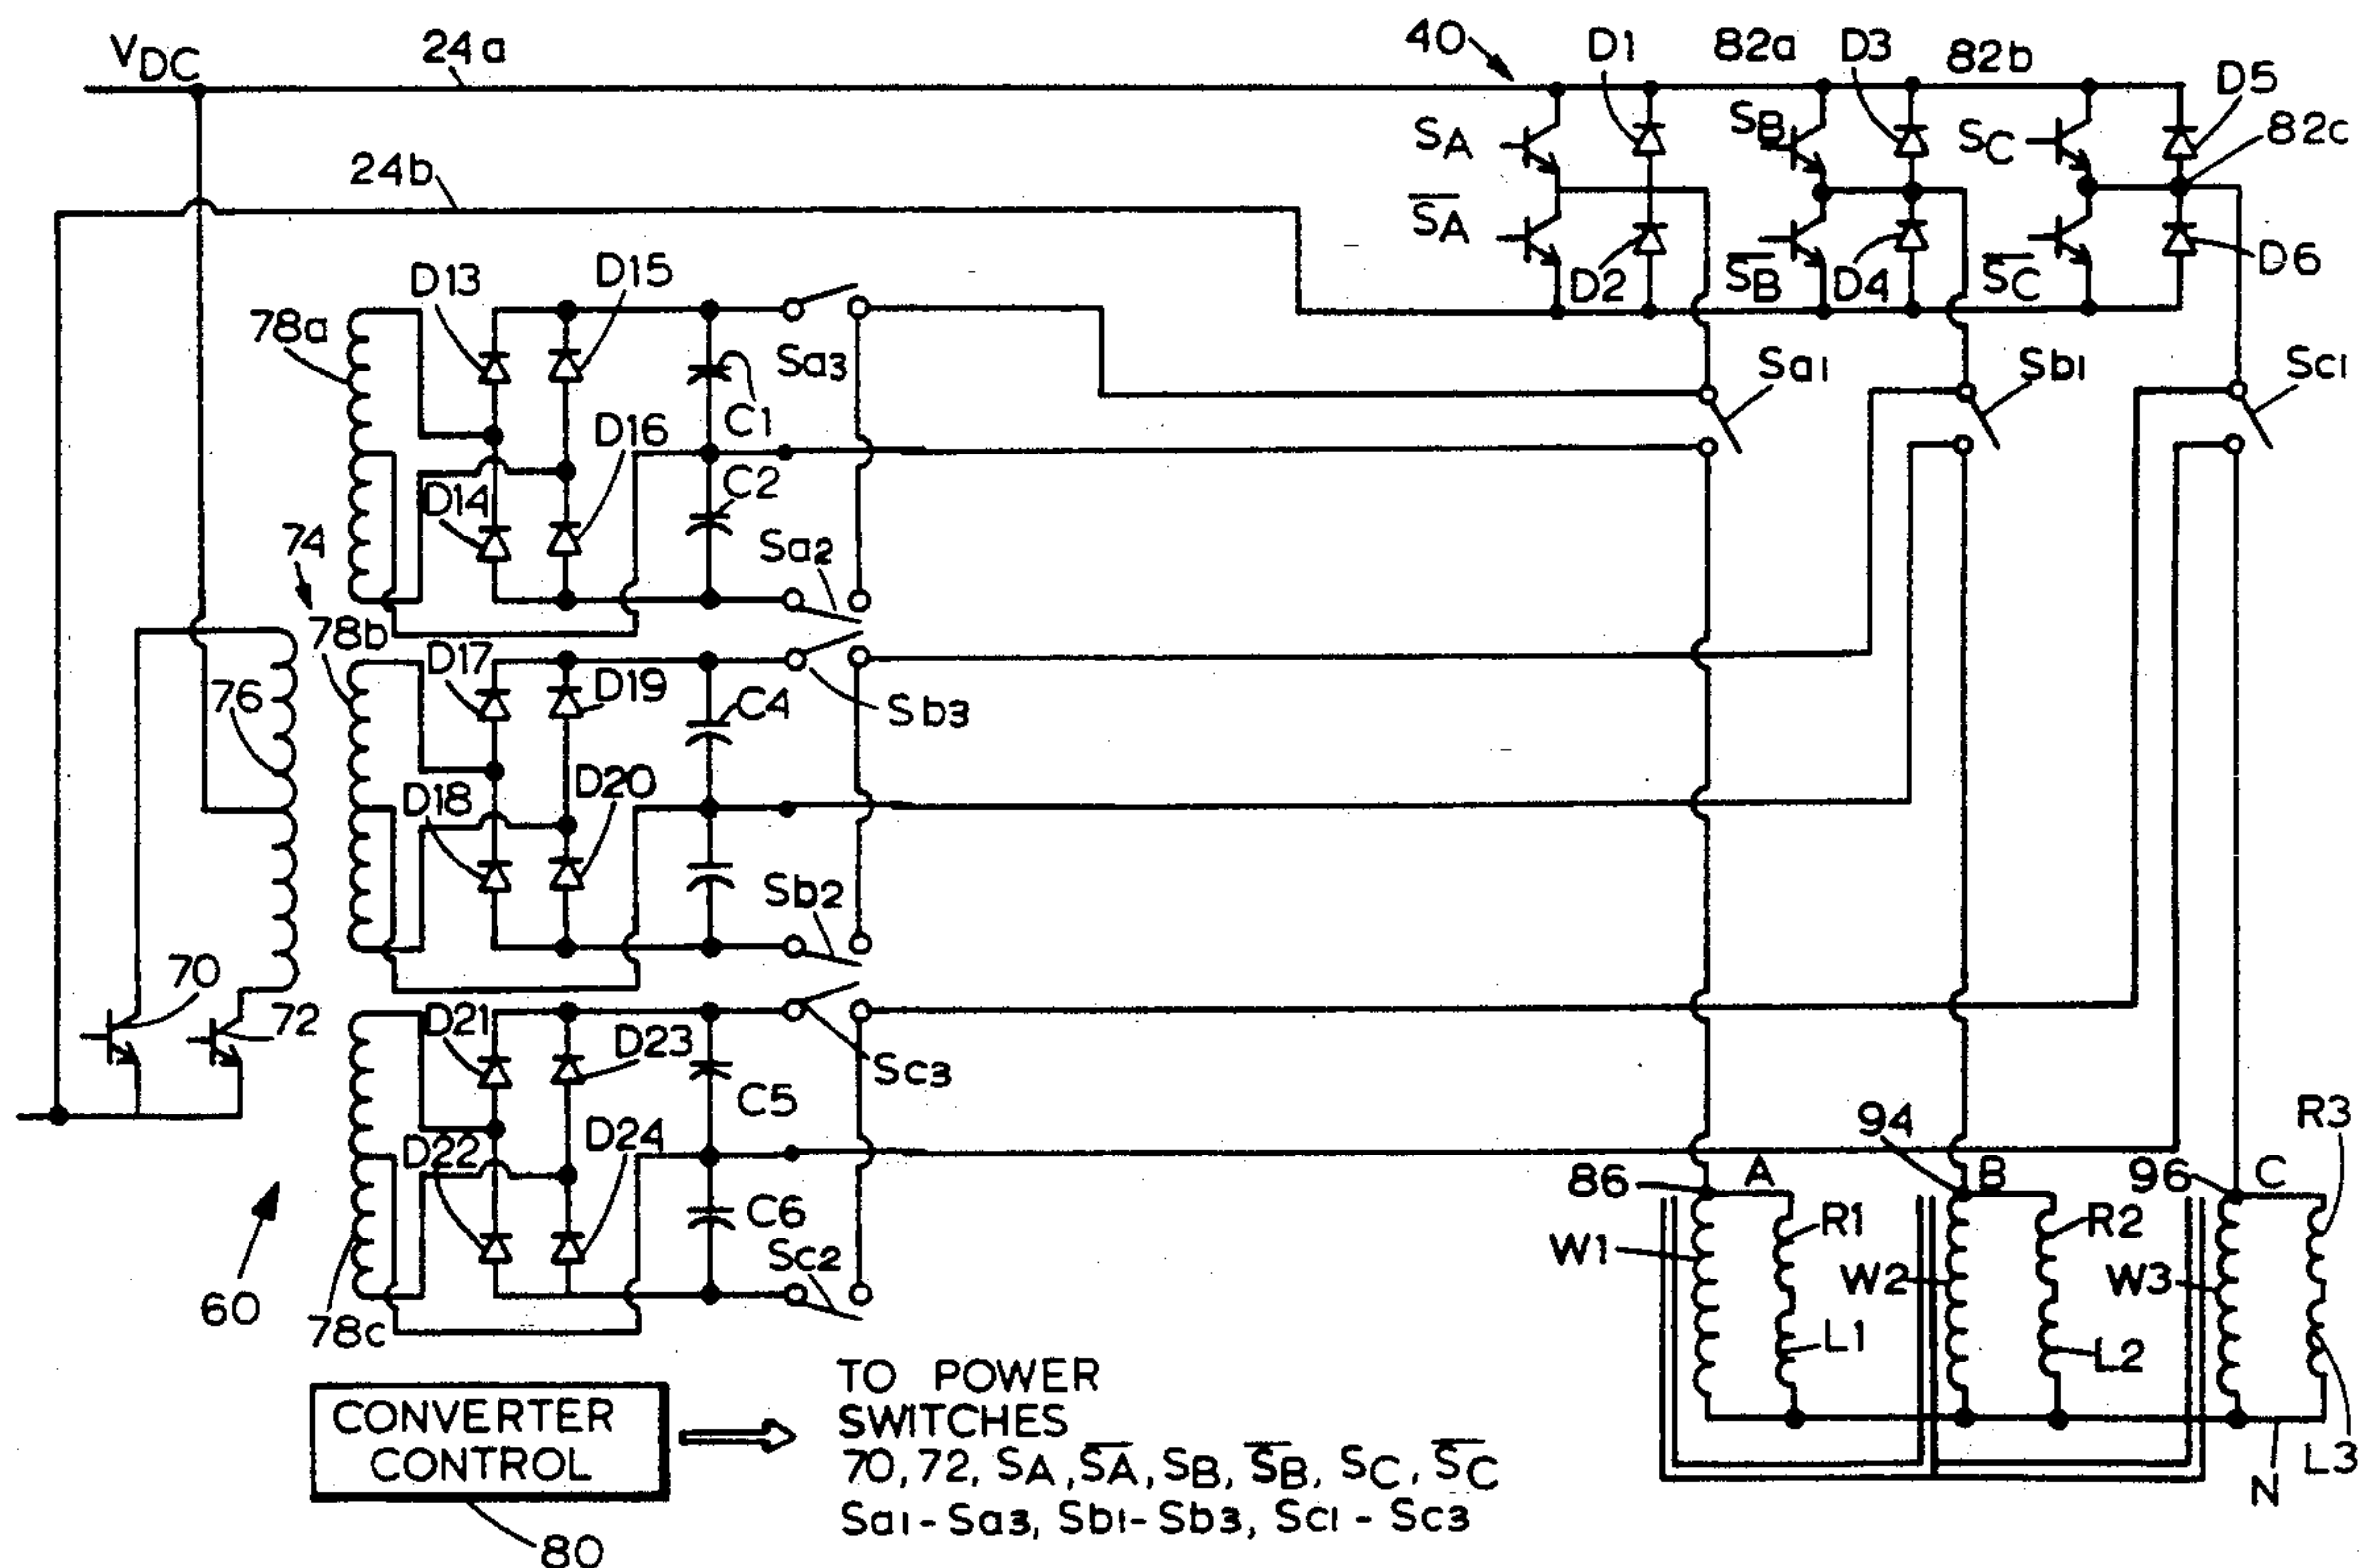 VDC
24a
40
D1
82a
D3
82b
D5
SA
SB
SC
82c
24b
S̅A̅
S̅B̅
S̅C̅
D2
D4
D6
D13
D15
78a
Sa3
Sa1
Sb1
Sc1
C1
D16
C2
D14
Sa2
74
78b
D17
D19
76
C4
Sb3
D18
D20
Sb2
70
72
D21
D23
Sc3
C5
D22
D24
94
R3
A
B
C
86
96
C6
R1
R2
W1
W2
W3
Sc2
60
78c
L1
L2
L3
N
CONVERTER
CONTROL
80
TO POWER
SWITCHES
70, 72, SA, S̅A̅, SB, S̅B̅, SC, S̅C̅
Sa1-Sa3, Sb1-Sb3, Sc1-Sc3